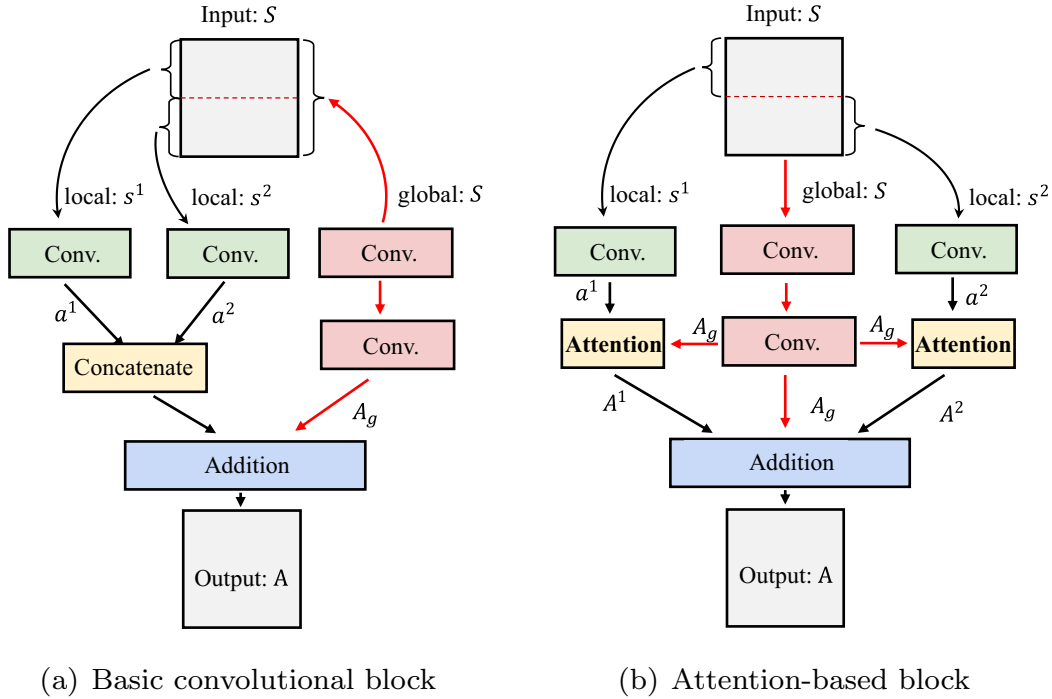 Input: S
local: s¹
local: s²
global: S
Conv.
Conv.
Conv.
a¹
a²
Conv.
Concatenate
A_g
Addition
Output: A
(a) Basic convolutional block
Input: S
local: s¹
global: S
local: s²
Conv.
Conv.
Conv.
a¹
a²
Attention
A_g
Conv.
A_g
Attention
A¹
A_g
A²
Addition
Output: A
(b) Attention-based block